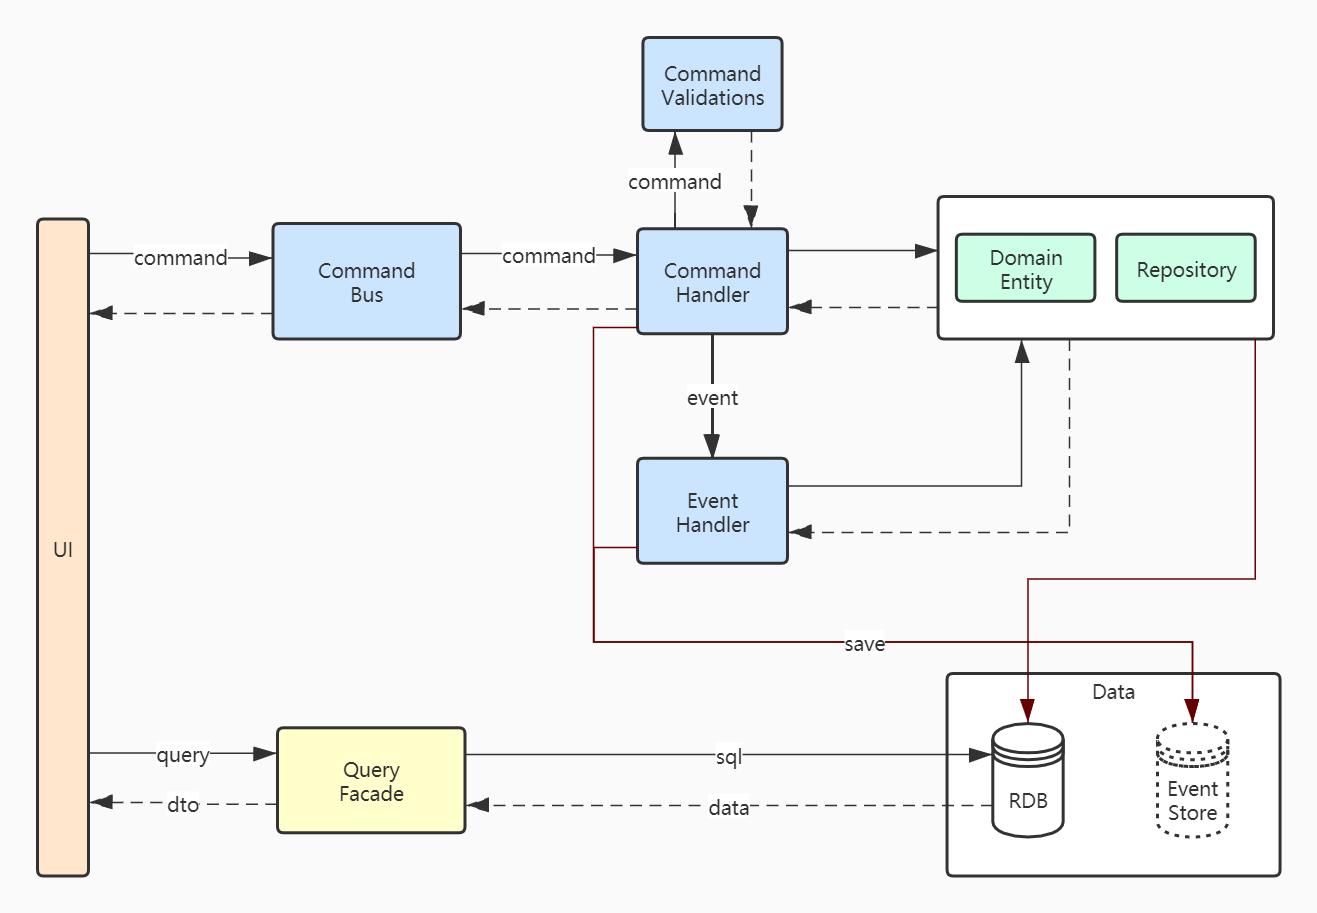 Command
Validations
command
command
Command
Bus
command
Command
Handler
Domain
Entity
Repository
event
Event
Handler
UI
save
Data
query
Query
Facade
sql
dto
data
RDB
Event
Store